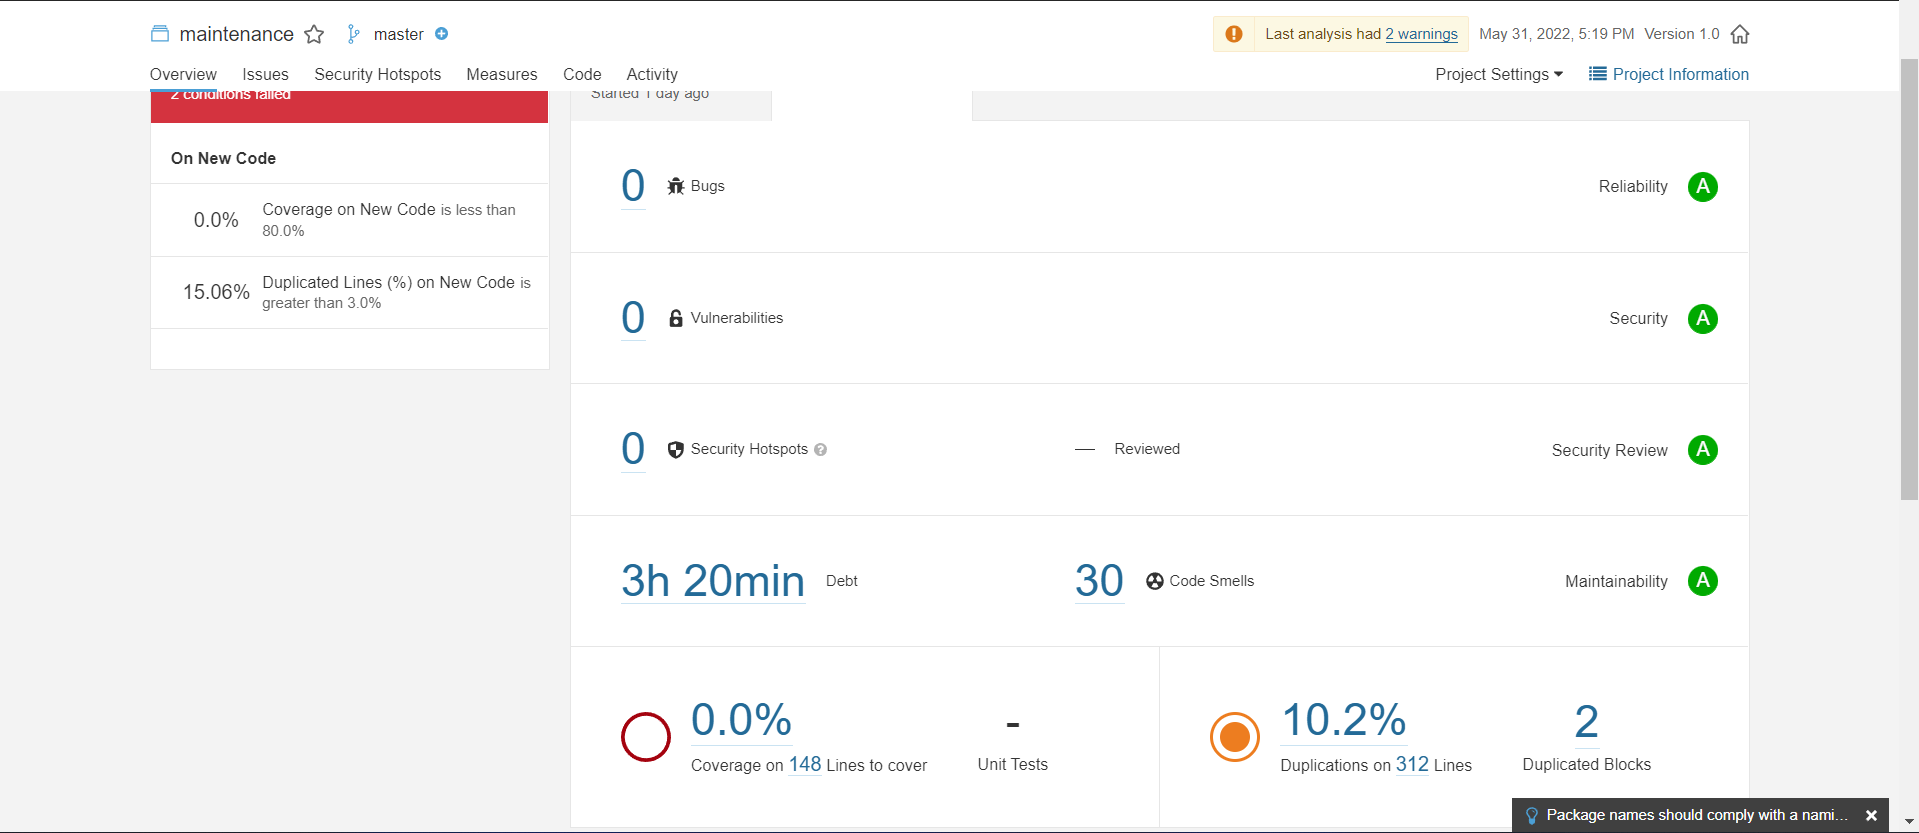 maintenance
master
Last analysis had 2 warnings
May 31, 2022, 5:19 PM
Version 1.0
Overview
Issues
Security Hotspots
Measures
Code
Activity
Project Settings
Project Information
2 conditions failed
Started 1 day ago
On New Code
0.0%
Coverage on New Code is less than
80.0%
15.06%
Duplicated Lines (%) on New Code is
greater than 3.0%
0
Bugs
Reliability
A
0
Vulnerabilities
Security
A
0
Security Hotspots
?
Reviewed
Security Review
A
3h 20min
Debt
30
Code Smells
Maintainability
A
0.0%
Coverage on 148 Lines to cover
-
Unit Tests
10.2%
Duplications on 312 Lines
2
Duplicated Blocks
Package names should comply with a nami...